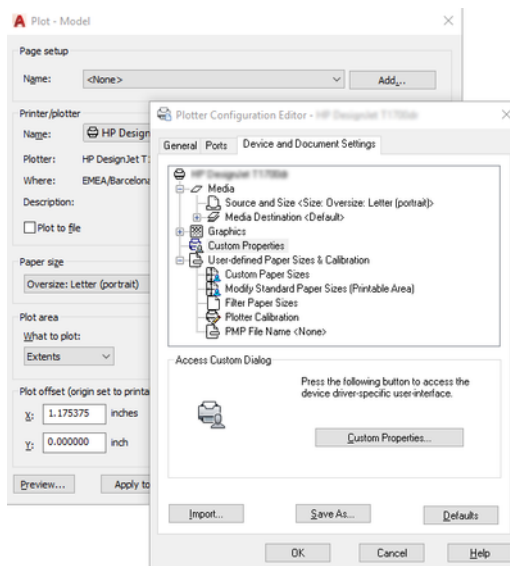 Plot - Model
Page setup
Name:
<None>
Add...
Printer/plotter
Name:
HP Design
Plotter:
HP DesignJet T
Where:
EMEA/Barcelona
Description:
Plot to file
Paper size
Oversize: Letter (portrait)
Plot area
What to plot:
Extents
Plot offset (origin set to printa
X:
1.175375
inches
Y:
0.000000
inch
Preview...
Apply to
Plotter Configuration Editor -
General
Ports
Device and Document Settings
Media
Source and Size <Size: Oversize: Letter (portrait)>
Media Destination <Default>
Graphics
Custom Properties
User-defined Paper Sizes & Calibration
Custom Paper Sizes
Modify Standard Paper Sizes (Printable Area)
Filter Paper Sizes
Plotter Calibration
PMP File Name <None>
Access Custom Dialog
Press the following button to access the
device driver-specific user-interface.
Custom Properties...
Import...
Save As...
Defaults
OK
Cancel
Help